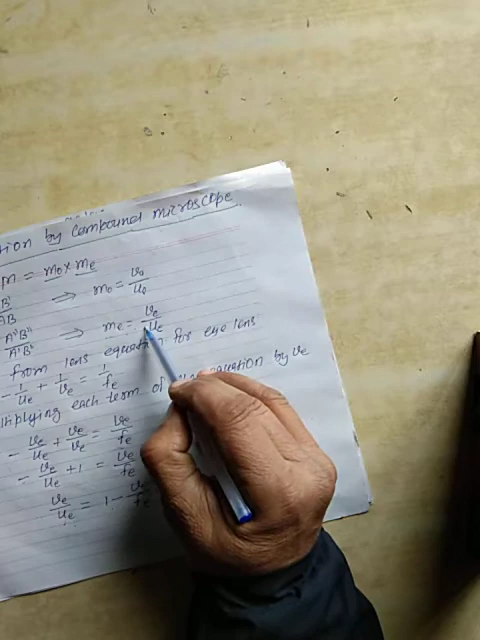 tion by Compound microscope
M = mo × me
B'/AB ⇒ mo = vo/uo
A"B"/A'B' ⇒ me = ve/ue
From lens equation for eye lens
- 1/ue + 1/ve = 1/fe
tiplying each term of equation by ve
- ve/ue + ve/ve = ve/fe
- ve/ue + 1 = ve/fe
ve/ue = 1 - ve/fe